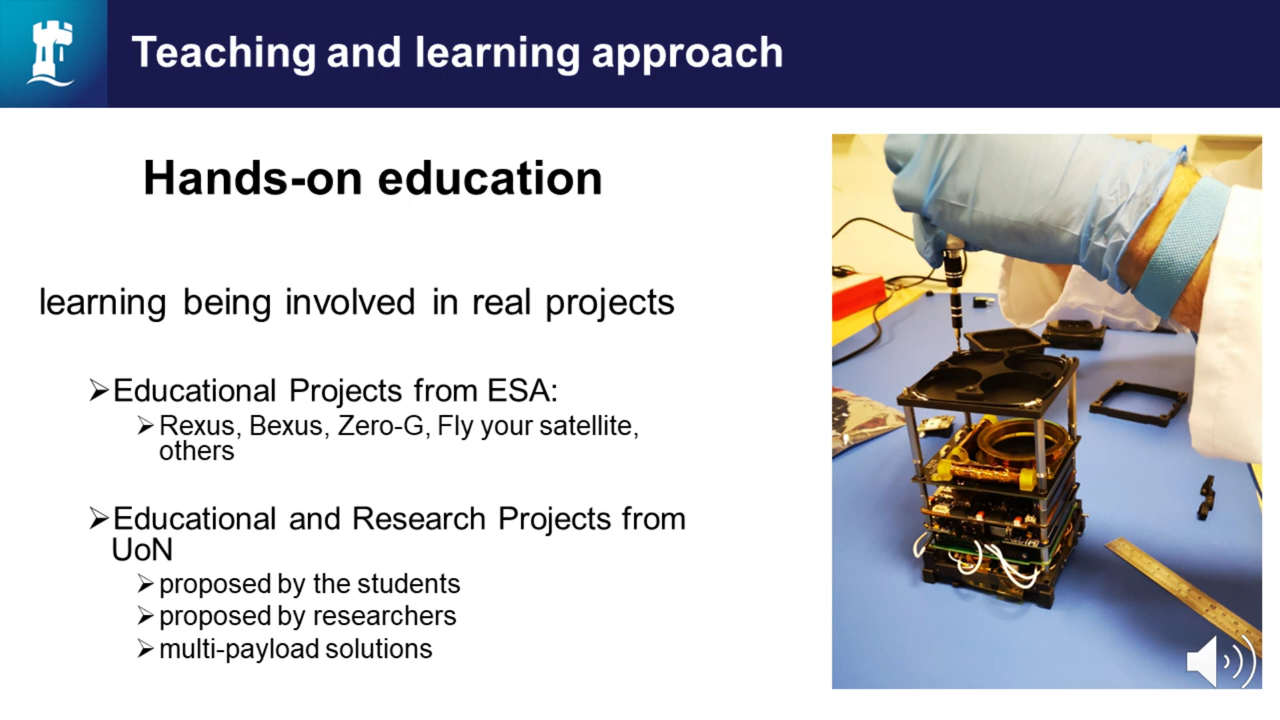 Teaching and learning approach
Hands-on education
learning being involved in real projects
➢Educational Projects from ESA:
➢Rexus, Bexus, Zero-G, Fly your satellite,
others
➢Educational and Research Projects from
UoN
➢proposed by the students
➢proposed by researchers
➢multi-payload solutions